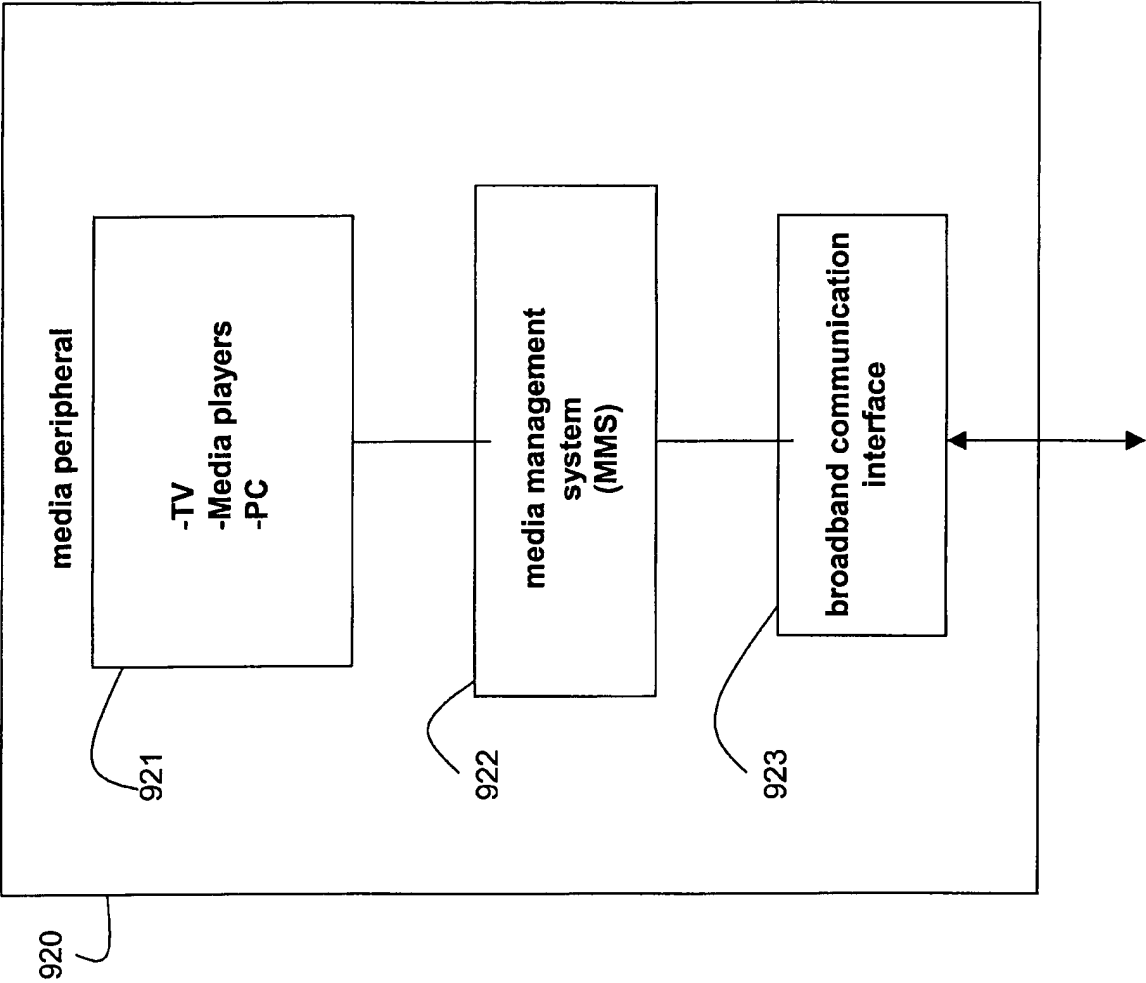 920
media peripheral
921
-TV
-Media players
-PC
922
media management
system
(MMS)
923
broadband communication
interface